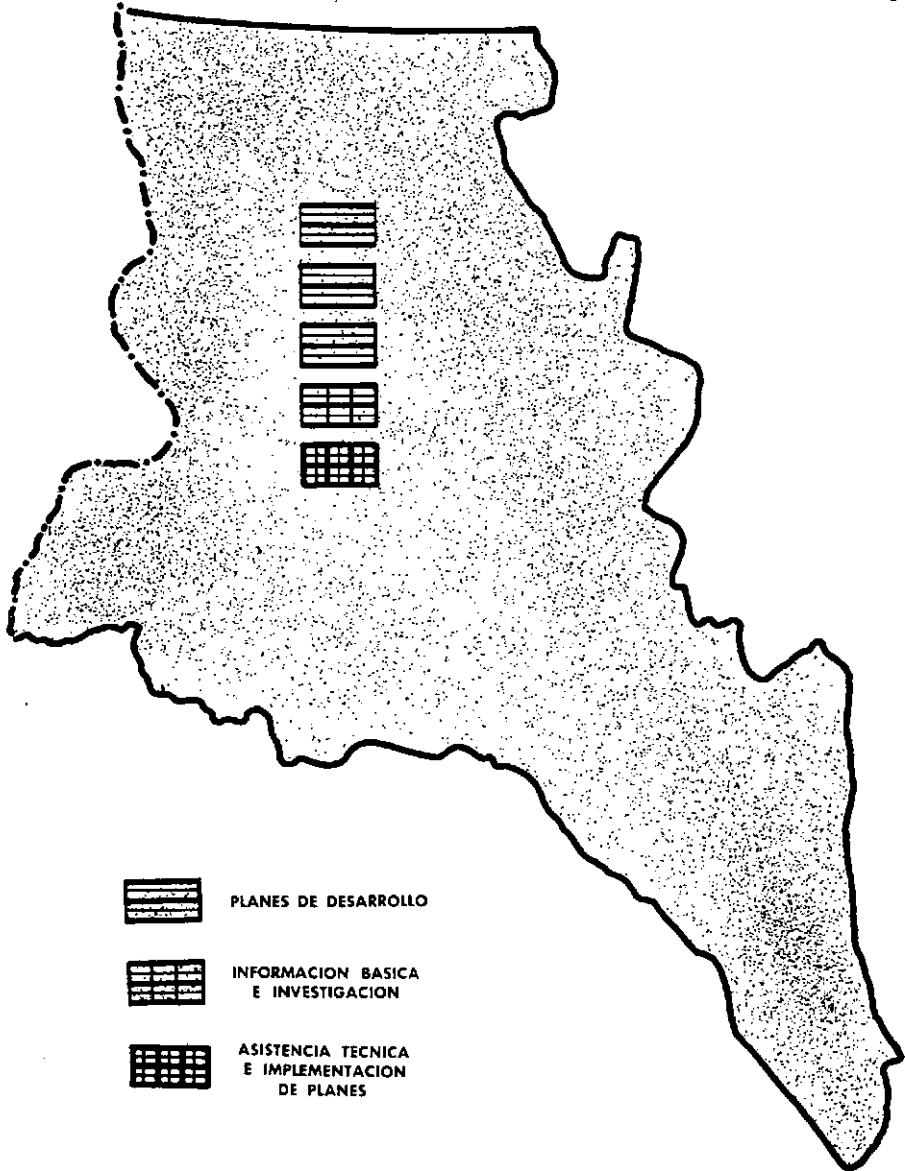 PLANES DE DESARROLLO
INFORMACION BASICA
E INVESTIGACION
ASISTENCIA TECNICA
E IMPLEMENTACION
DE PLANES